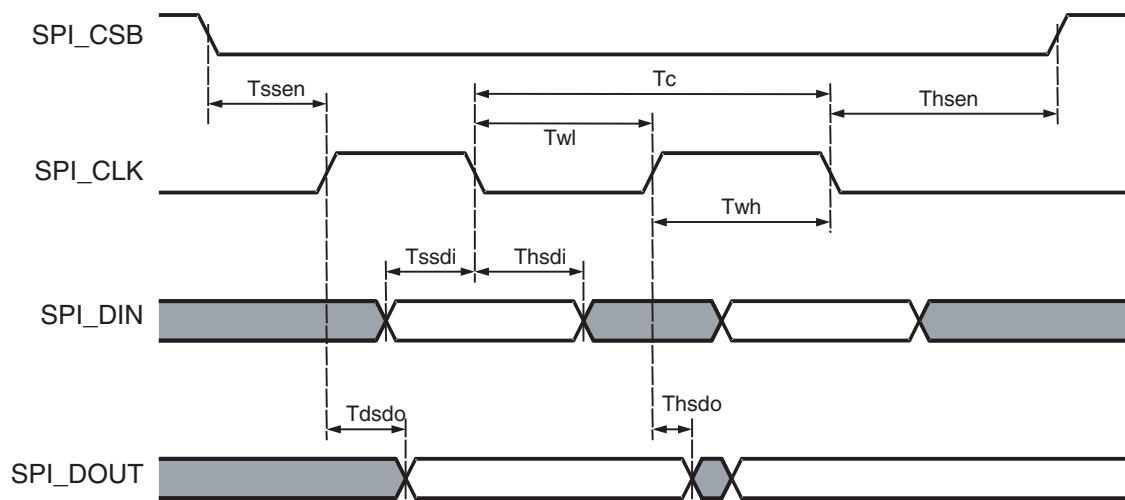 SPI_CSB
Tssen
Tc
Thsen
Twl
SPI_CLK
Twh
Tssdi
Thsdi
SPI_DIN
Tdsdo
Thsdo
SPI_DOUT